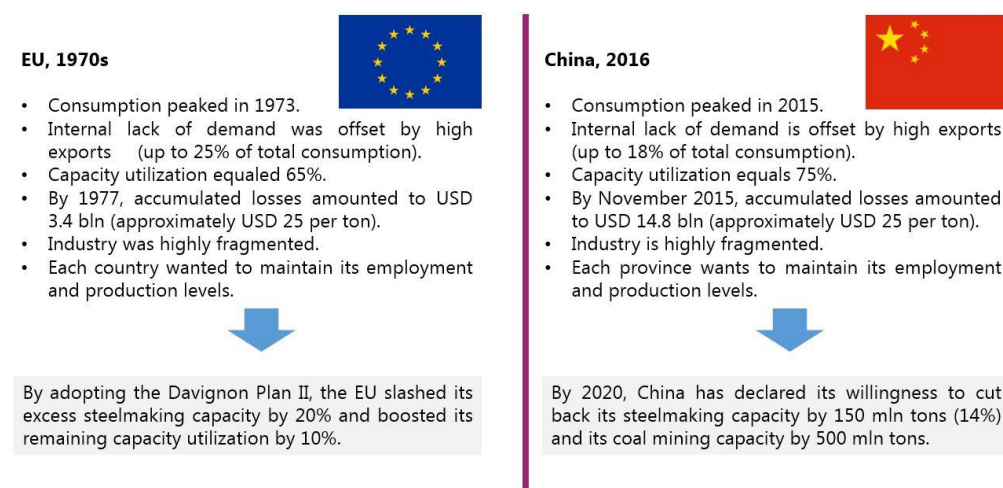 EU, 1970s
• Consumption peaked in 1973.
• Internal lack of demand was offset by high
exports (up to 25% of total consumption).
• Capacity utilization equaled 65%.
• By 1977, accumulated losses amounted to USD
3.4 bln (approximately USD 25 per ton).
• Industry was highly fragmented.
• Each country wanted to maintain its employment
and production levels.
By adopting the Davignon Plan II, the EU slashed its
excess steelmaking capacity by 20% and boosted its
remaining capacity utilization by 10%.
China, 2016
• Consumption peaked in 2015.
• Internal lack of demand is offset by high exports
(up to 18% of total consumption).
• Capacity utilization equals 75%.
• By November 2015, accumulated losses amounted
to USD 14.8 bln (approximately USD 25 per ton).
• Industry is highly fragmented.
• Each province wants to maintain its employment
and production levels.
By 2020, China has declared its willingness to cut
back its steelmaking capacity by 150 mln tons (14%)
and its coal mining capacity by 500 mln tons.